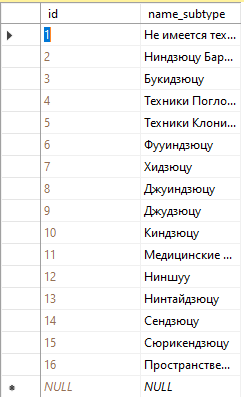 id name_subtype
1 Не имеется тех...
2 Ниндзюцу Бар...
3 Букидзюцу
4 Техники Погло...
5 Техники Клони...
6 Фууиндзюцу
7 Хидзюцу
8 Джуиндзюцу
9 Джудзюцу
10 Киндзюцу
11 Медицинские ...
12 Ниншуу
13 Нинтайдзюцу
14 Сендзюцу
15 Сюрикендзюцу
16 Пространстве...
NULL NULL